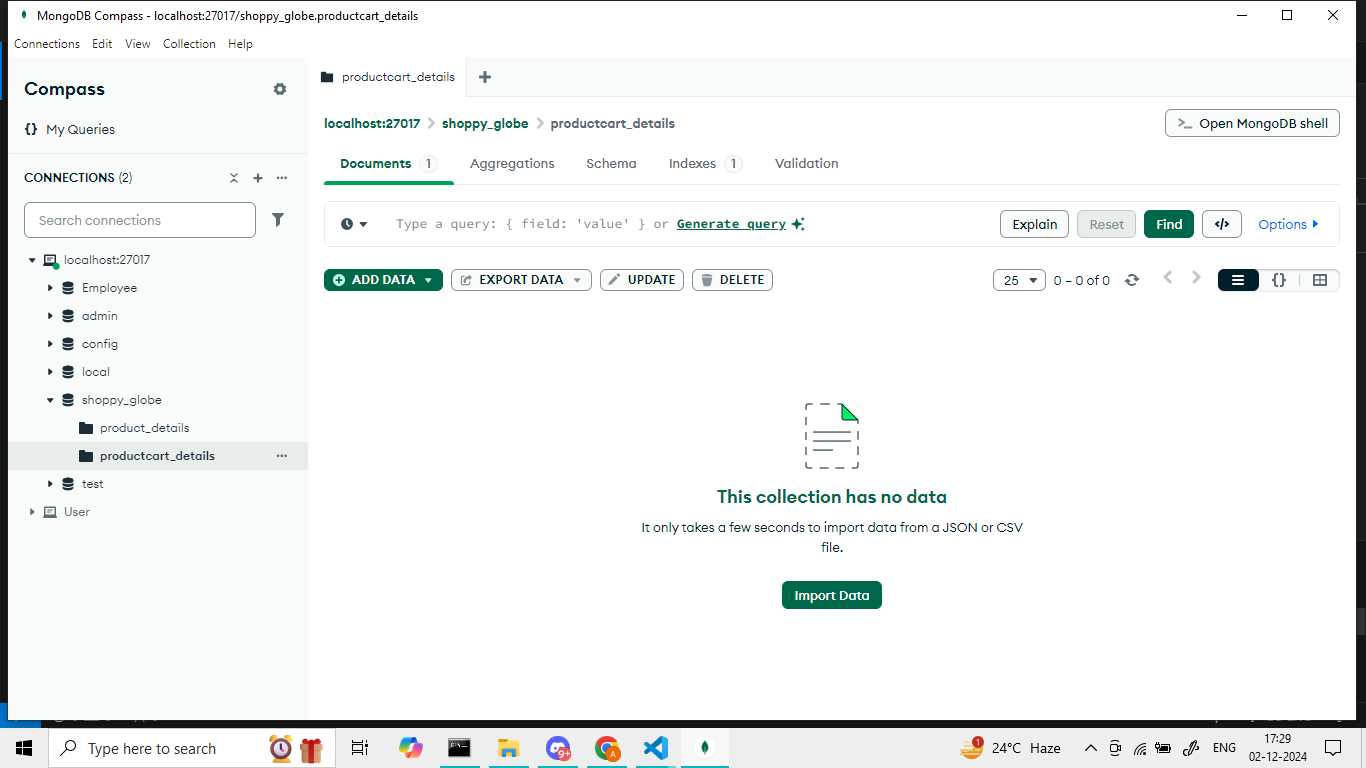 MongoDB Compass - localhost:27017/shoppy_globe.productcart_details
Connections Edit View Collection Help
Compass
My Queries
CONNECTIONS (2)
Search connections
localhost:27017
Employee
admin
config
local
shoppy_globe
product_details
productcart_details
test
User
productcart_details
localhost:27017 > shoppy_globe > productcart_details
Open MongoDB shell
Documents 1 Aggregations Schema Indexes 1 Validation
Type a query: { field: 'value' } or Generate query
Explain Reset Find </> Options
ADD DATA EXPORT DATA UPDATE DELETE
25 0 – 0 of 0 {}
This collection has no data
It only takes a few seconds to import data from a JSON or CSV
file.
Import Data
Type here to search
9+
A
1
24°C Haze
ENG
17:29
02-12-2024